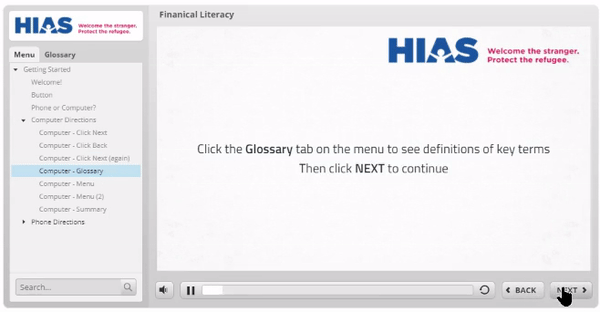 HIAS Welcome the stranger.
Protect the refugee.
Menu Glossary
Getting Started
Welcome!
Button
Phone or Computer?
Computer Directions
Computer - Click Next
Computer - Click Back
Computer - Click Next (again)
Computer - Glossary
Computer - Menu
Computer - Menu (2)
Computer - Summary
Phone Directions
Search...
Finanical Literacy
HIAS Welcome the stranger.
Protect the refugee.
Click the Glossary tab on the menu to see definitions of key terms
Then click NEXT to continue
BACK NEXT